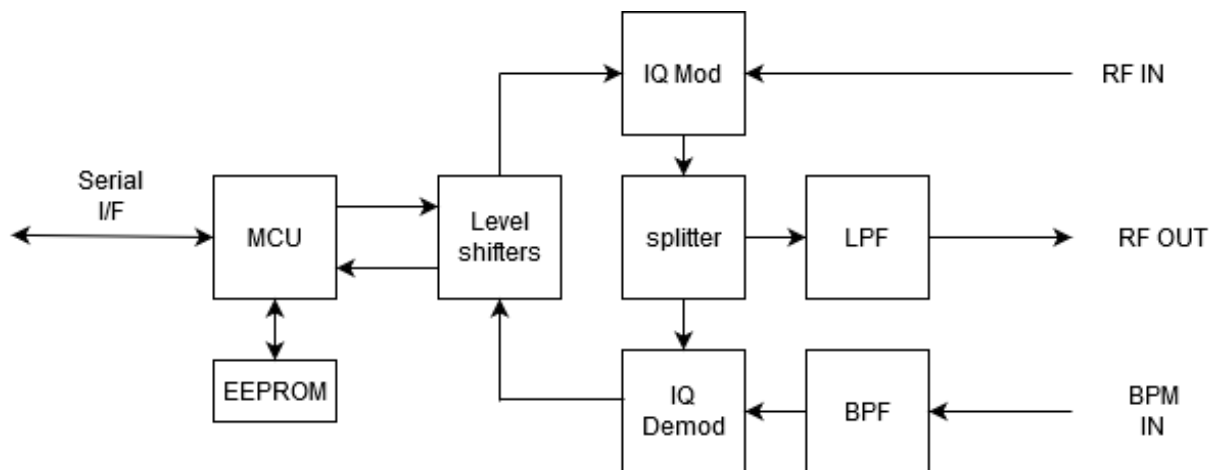 IQ Mod
RF IN
Serial
I/F
MCU
Level
shifters
splitter
LPF
RF OUT
EEPROM
IQ
Demod
BPF
BPM
IN